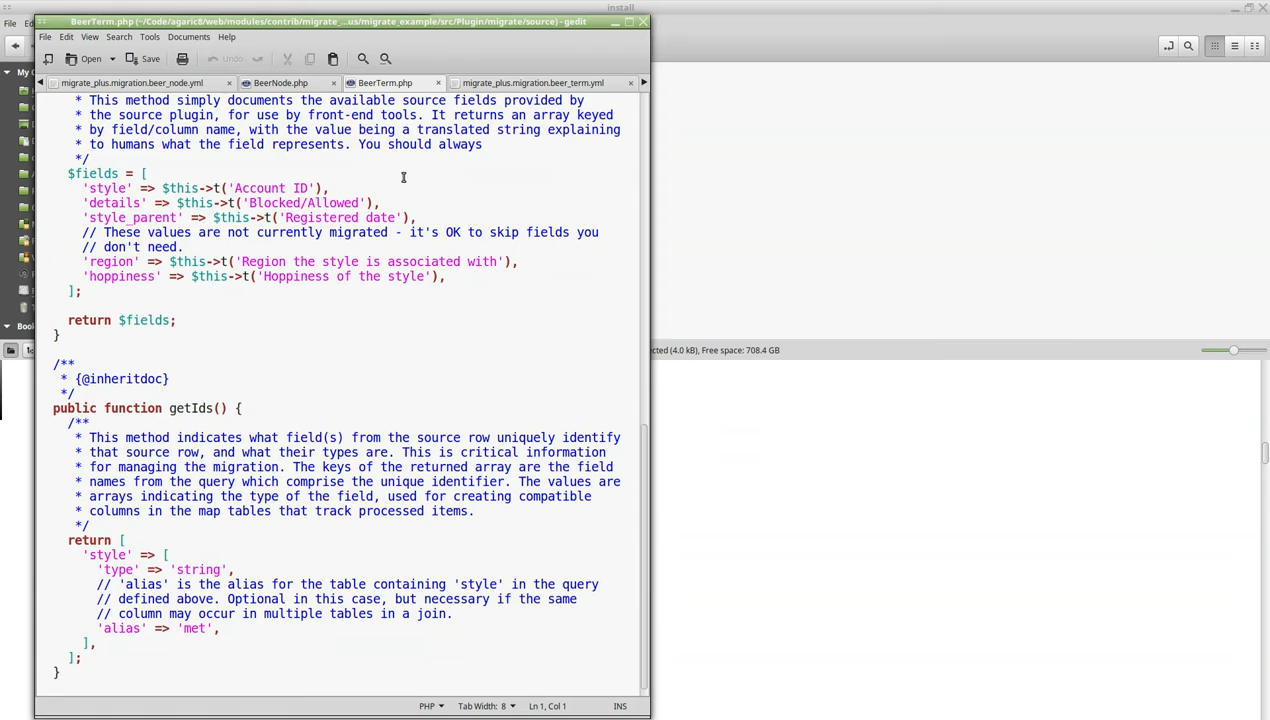 install
BeerTerm.php (~/Code/agaric8/web/modules/contrib/migrate_...us/migrate_example/src/Plugin/migrate/source) - gedit
File
File Edit View Search Tools Documents Help
Open Save Undo
migrate_plus.migration.beer_node.yml × BeerNode.php × BeerTerm.php × migrate_plus.migration.beer_term.yml ×
* This method simply documents the available source fields provided by
* the source plugin, for use by front-end tools. It returns an array keyed
* by field/column name, with the value being a translated string explaining
* to humans what the field represents. You should always
*/
$fields = [
'style' => $this->t('Account ID'),
'details' => $this->t('Blocked/Allowed'),
'style_parent' => $this->t('Registered date'),
// These values are not currently migrated - it's OK to skip fields you
// don't need.
'region' => $this->t('Region the style is associated with'),
'hoppiness' => $this->t('Hoppiness of the style'),
];
return $fields;
}
/**
* {@inheritdoc}
*/
public function getIds() {
/**
* This method indicates what field(s) from the source row uniquely identify
* that source row, and what their types are. This is critical information
* for managing the migration. The keys of the returned array are the field
* names from the query which comprise the unique identifier. The values are
* arrays indicating the type of the field, used for creating compatible
* columns in the map tables that track processed items.
*/
return [
'style' => [
'type' => 'string',
// 'alias' is the alias for the table containing 'style' in the query
// defined above. Optional in this case, but necessary if the same
// column may occur in multiple tables in a join.
'alias' => 'met',
],
];
}
PHP Tab Width: 8 Ln 1, Col 1 INS
My
Boo
(4.0 kB), Free space: 708.4 GB